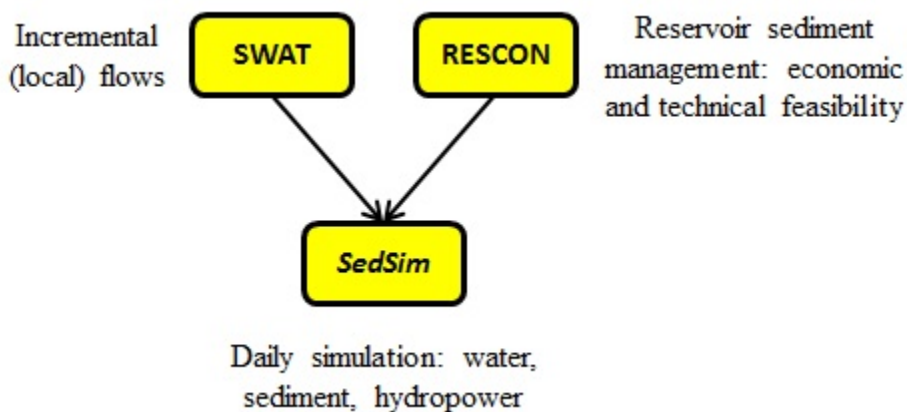 Incremental
(local) flows
SWAT
RESCON
Reservoir sediment
management: economic
and technical feasibility
SedSim
Daily simulation: water,
sediment, hydropower